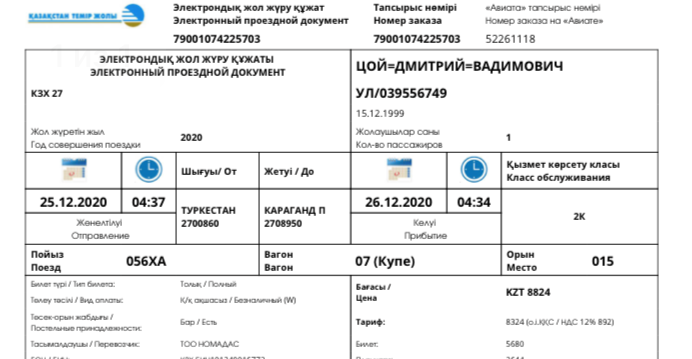 ҚАЗАҚСТАН ТЕМІР ЖОЛЫ
Электрондық жол жүру құжат
Электронный проездной документ
79001074225703
Тапсырыс нөмірі
Номер заказа
79001074225703
«Авиата» тапсырыс нөмірі
Номер заказа на «Авиате»
52261118
ЭЛЕКТРОНДЫҚ ЖОЛ ЖҮРУ ҚҰЖАТЫ
ЭЛЕКТРОННЫЙ ПРОЕЗДНОЙ ДОКУМЕНТ
КЗХ 27
Жол жүретін жыл
Год совершения поездки
2020
ЦОЙ=ДМИТРИЙ=ВАДИМОВИЧ
УЛ/039556749
15.12.1999
Жолаушылар саны
Кол-во пассажиров
1
Шығуы/ От
Жетуі / До
Қызмет көрсету класы
Класс обслуживания
25.12.2020
04:37
Жөнелтілуі
Отправление
ТУРКЕСТАН
2700860
КАРАГАНД П
2708950
26.12.2020
04:34
Келуі
Прибытие
2К
Пойыз
Поезд
056ХА
Вагон
Вагон
07 (Купе)
Орын
Место
015
Билет түрі / Тип билета:
Толық / Полный
Төлеу тәсілі / Вид оплаты:
Қ/қ ақшасыз / Безналичный (W)
Төсек-орын жабдығы /
Постельные принадлежности:
Бар / Есть
Тасымалдаушы / Перевозчик:
ТОО НОМАДАС
Бағасы /
Цена
KZT 8824
Тариф:
8324 (о.і.ҚҚС / НДС 12% 892)
Билет:
5680